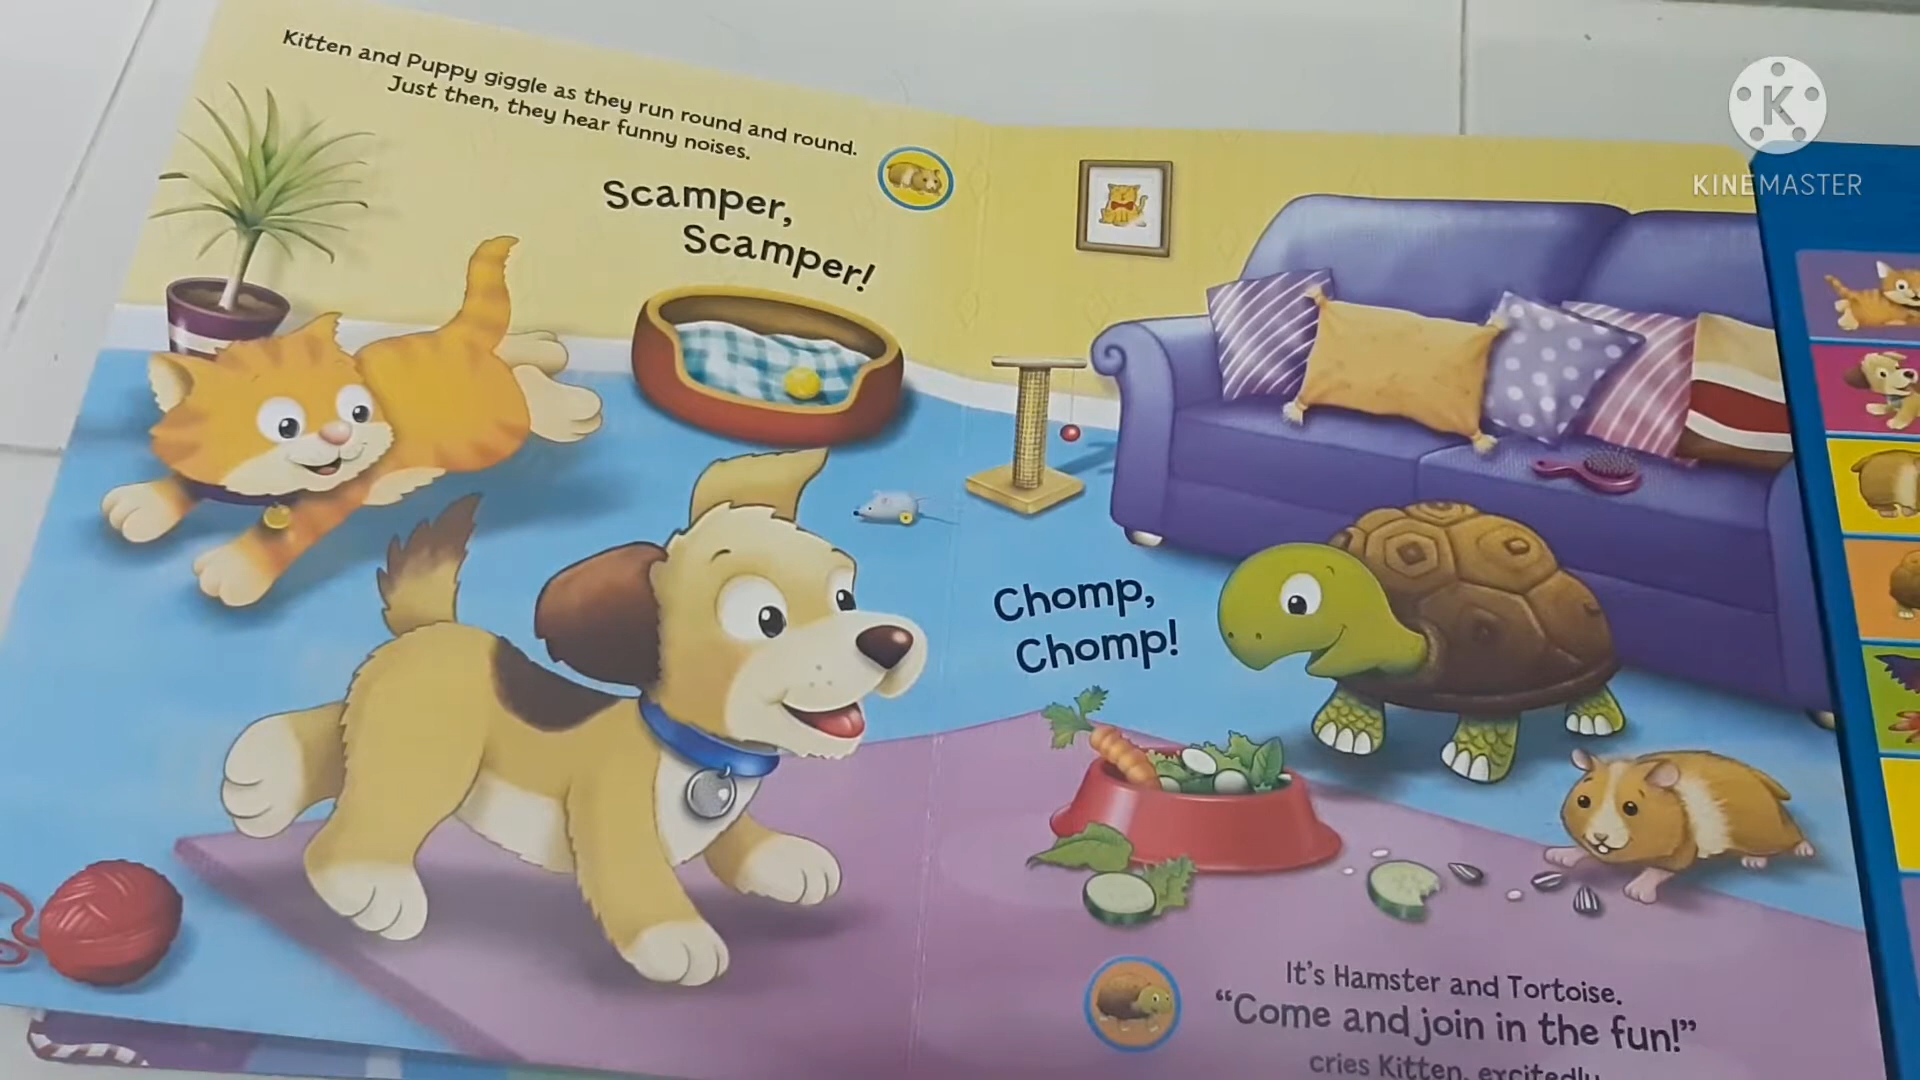 Kitten and Puppy giggle as they run round and round.
Just then, they hear funny noises.
Scamper,
Scamper!
Chomp,
Chomp!
It's Hamster and Tortoise.
"Come and join in the fun!"
cries Kitten, excitedly.
KINEMASTER